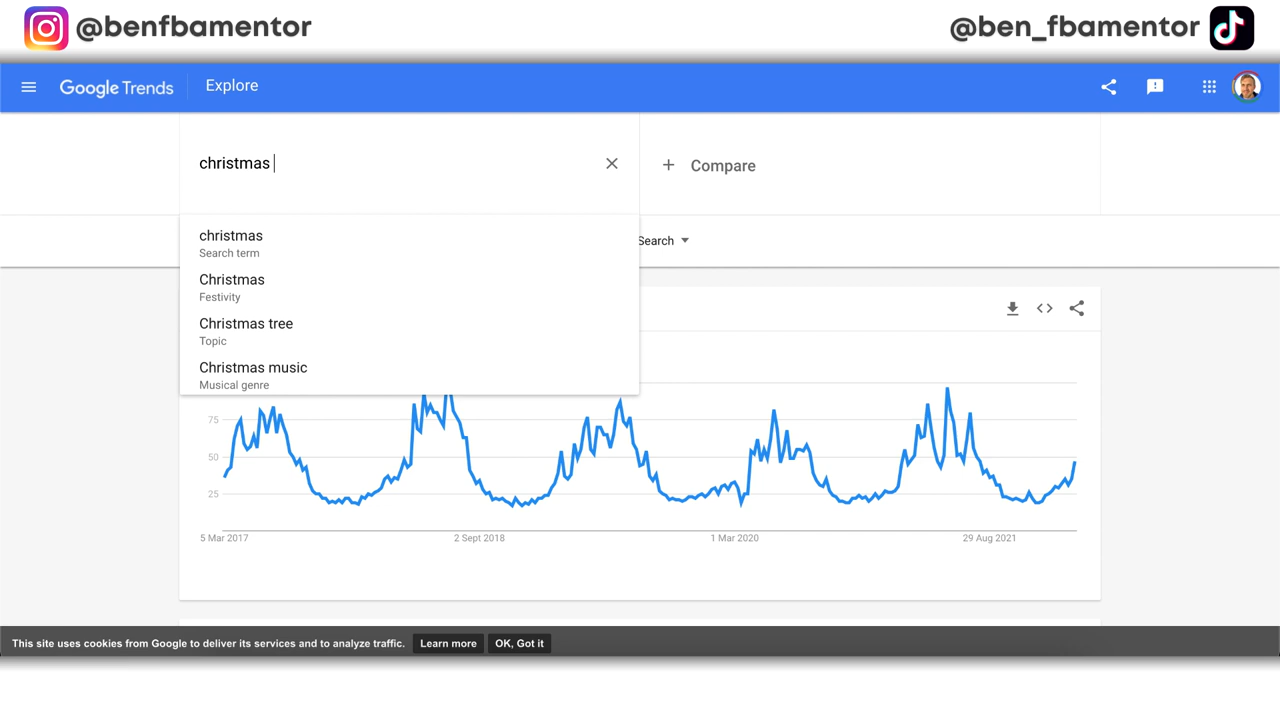 @benfbamentor
@ben_fbamentor
Google Trends
Explore
christmas
Compare
christmas
Search term
Christmas
Festivity
Christmas tree
Topic
Christmas music
Musical genre
Search
75
50
25
5 Mar 2017
2 Sept 2018
1 Mar 2020
29 Aug 2021
This site uses cookies from Google to deliver its services and to analyze traffic.
Learn more
OK, Got it